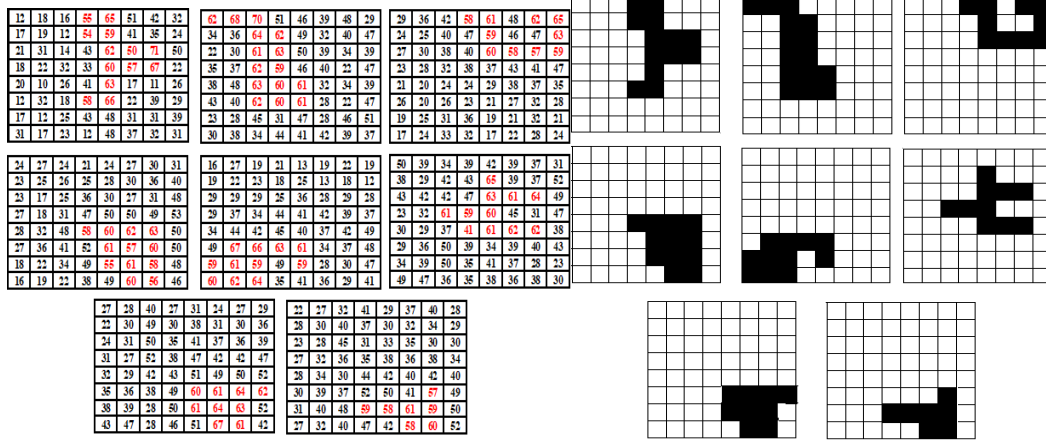 12 18 16 55 65 51 42 32
17 19 12 54 59 41 35 24
21 31 14 43 62 50 71 50
18 22 32 33 60 57 67 22
20 10 26 41 63 17 11 26
12 32 18 58 66 22 39 29
17 12 25 43 48 31 31 39
31 17 23 12 48 37 32 31
62 68 70 51 46 39 48 29
34 36 64 62 49 32 40 47
22 30 61 63 50 39 34 39
35 37 62 59 46 40 22 47
38 48 63 60 61 32 34 39
43 40 62 60 61 28 22 47
23 28 45 31 47 28 46 51
30 38 34 44 41 42 39 37
29 36 42 58 61 48 62 65
24 25 40 47 59 46 47 63
27 30 38 40 60 58 57 59
23 28 32 38 37 43 41 47
21 20 24 24 29 38 37 35
26 20 26 23 21 27 32 28
19 25 31 36 19 21 32 21
17 24 33 32 17 22 28 24
24 27 24 21 24 27 30 31
23 25 26 25 28 30 36 40
23 17 25 36 30 27 31 48
27 18 31 47 50 50 49 53
28 32 48 58 60 62 63 50
27 36 41 52 61 57 60 50
18 22 34 49 55 61 58 48
16 19 22 38 49 60 56 46
16 27 19 21 13 19 22 19
19 22 23 18 25 13 18 12
29 29 29 25 36 28 29 28
29 37 34 44 41 42 39 37
34 44 42 45 40 37 42 49
49 67 66 63 61 34 37 48
59 61 59 49 59 28 30 47
60 62 64 35 41 36 29 41
50 39 34 39 42 39 37 31
38 29 42 43 65 39 37 52
43 42 42 47 63 61 64 49
23 32 61 59 60 45 31 47
30 29 37 41 61 62 62 38
29 36 50 39 34 39 40 43
34 39 50 35 21 37 28 23
49 47 36 35 38 36 38 30
27 28 40 27 31 24 27 29
22 30 49 30 38 31 30 36
24 31 50 35 41 37 36 39
31 27 52 38 47 42 42 47
32 29 42 43 51 49 50 52
35 36 38 49 60 61 64 62
38 39 28 50 61 64 63 52
43 47 28 46 51 67 61 42
22 27 32 41 29 37 40 28
28 30 40 37 30 32 34 29
23 28 45 31 33 35 30 30
27 32 36 35 38 36 38 34
28 34 30 44 42 40 42 40
30 39 37 52 50 41 57 49
31 40 48 59 58 61 59 50
27 32 40 47 42 58 60 52